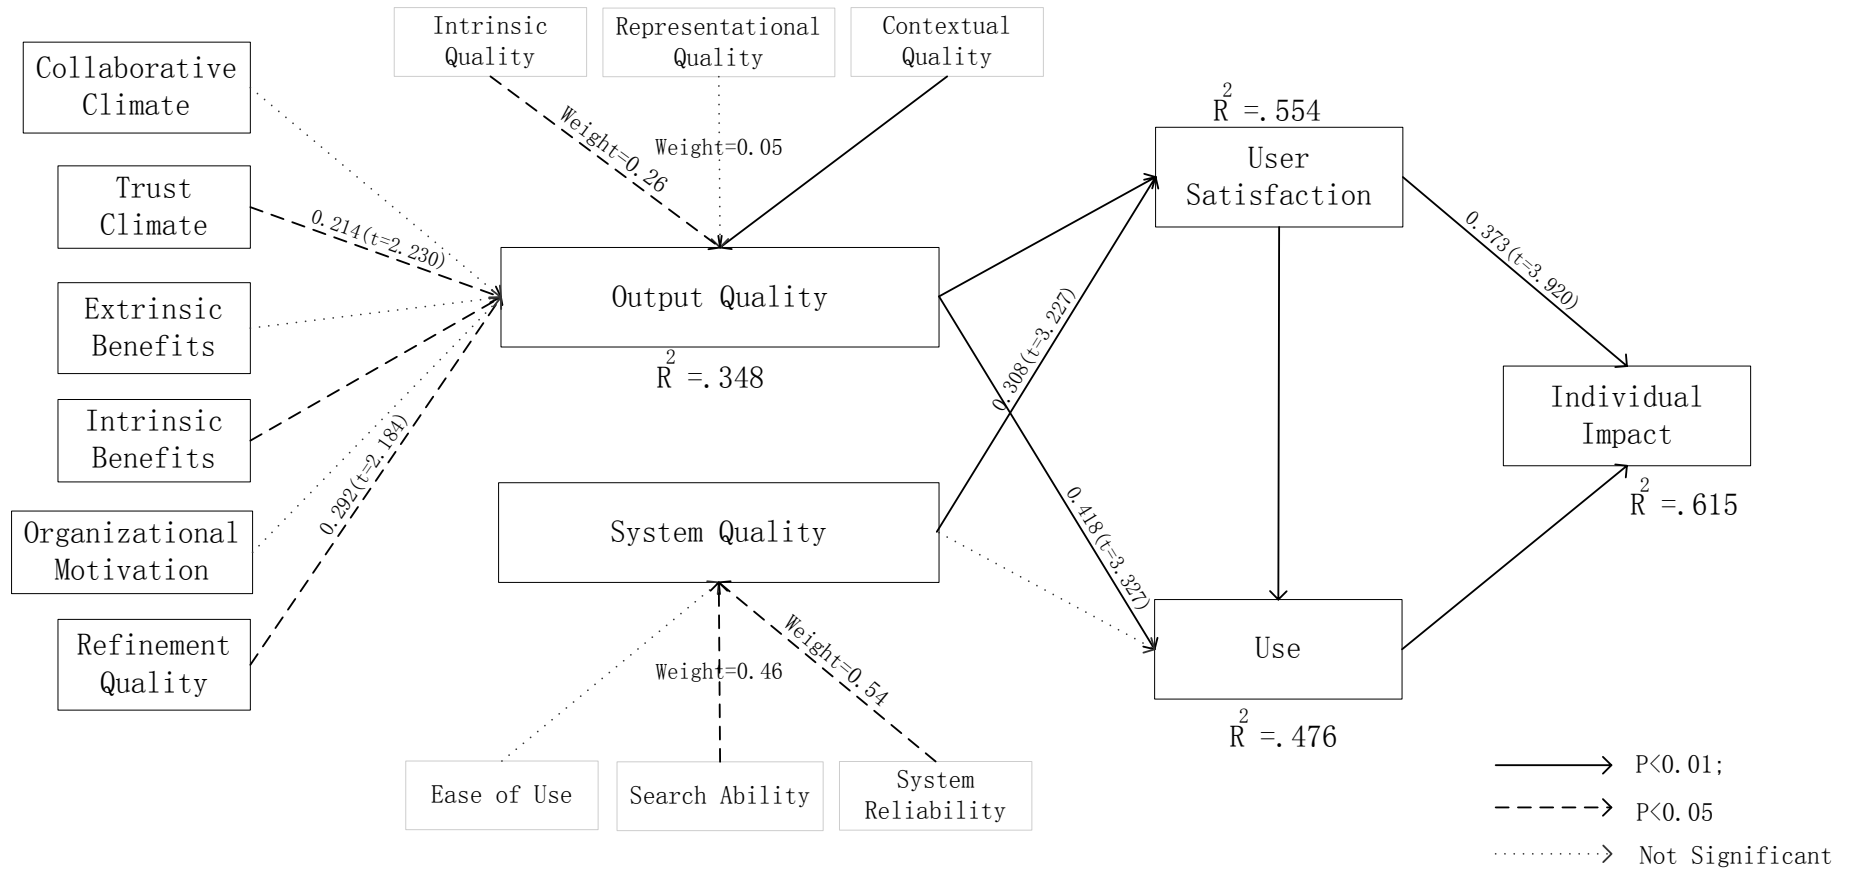 Intrinsic
Quality
Representational
Quality
Contextual
Quality
Collaborative
Climate
Trust
Climate
Extrinsic
Benefits
Intrinsic
Benefits
Organizational
Motivation
Refinement
Quality
0.214(t=2.230)
0.292(t=2.184)
Weight=0.26
Weight=0.05
Output Quality
R²=.348
System Quality
Weight=0.46
Weight=0.54
Ease of Use
Search Ability
System
Reliability
0.308(t=3.227)
0.418(t=3.327)
R²=.554
User
Satisfaction
0.373(t=3.920)
Individual
Impact
R²=.615
Use
R²=.476
P<0.01;
P<0.05
Not Significant